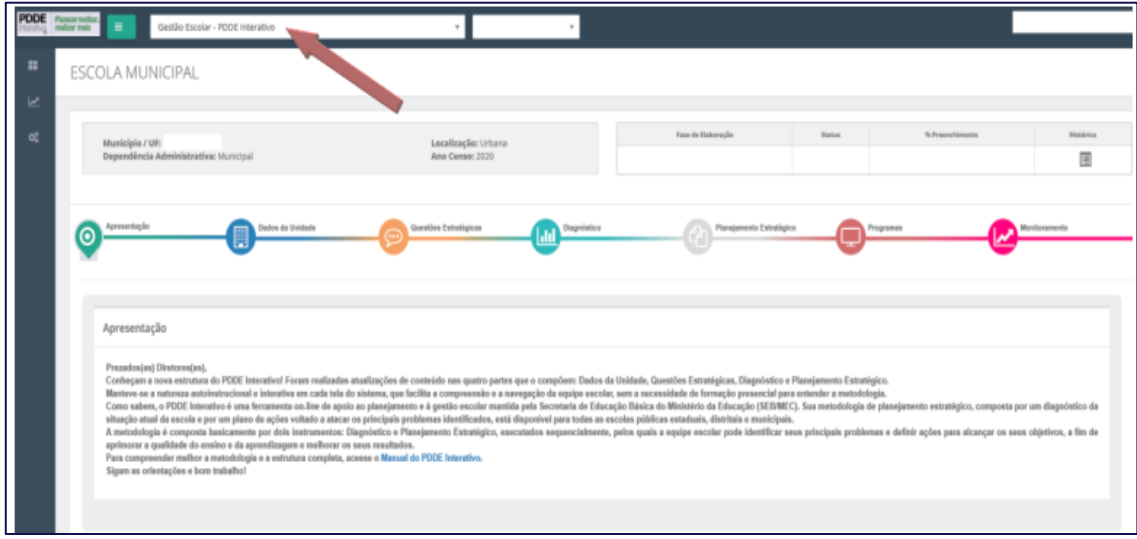 PDDE Planejar melhor,
Interativo realizar mais
Gestão Escolar - PDDE Interativo
ESCOLA MUNICIPAL
Município / UF:
Dependência Administrativa: Municipal
Localização: Urbana
Ano Censo: 2020
Fase de Elaboração Status % Preenchimento Histórico
Apresentação Dados da Unidade Questões Estratégicas Diagnóstico Planejamento Estratégico Programas Monitoramento
Apresentação
Prezados(as) Diretores(as),
Conheçam a nova estrutura do PDDE Interativo! Foram realizadas atualizações de conteúdo nas quatro partes que o compõem: Dados da Unidade, Questões Estratégicas, Diagnóstico e Planejamento Estratégico.
Manteve-se a natureza autoinstrucional e interativa em cada tela do sistema, que facilita a compreensão e a navegação da equipe escolar, sem a necessidade de formação presencial para entender a metodologia.
Como sabem, o PDDE Interativo é uma ferramenta on-line de apoio ao planejamento e à gestão escolar mantida pela Secretaria de Educação Básica do Ministério da Educação (SEB/MEC). Sua metodologia de planejamento estratégico, composta por um diagnóstico da
situação atual da escola e por um plano de ações voltado a atacar os principais problemas identificados, está disponível para todas as escolas públicas estaduais, distritais e municipais.
A metodologia é composta basicamente por dois instrumentos: Diagnóstico e Planejamento Estratégico, executados sequencialmente, pelos quais a equipe escolar pode identificar seus principais problemas e definir ações para alcançar os seus objetivos, a fim de
aprimorar a qualidade do ensino e da aprendizagem e melhorar os seus resultados.
Para compreender melhor a metodologia e a estrutura completa, acesse o Manual do PDDE Interativo.
Sigam as orientações e bom trabalho!